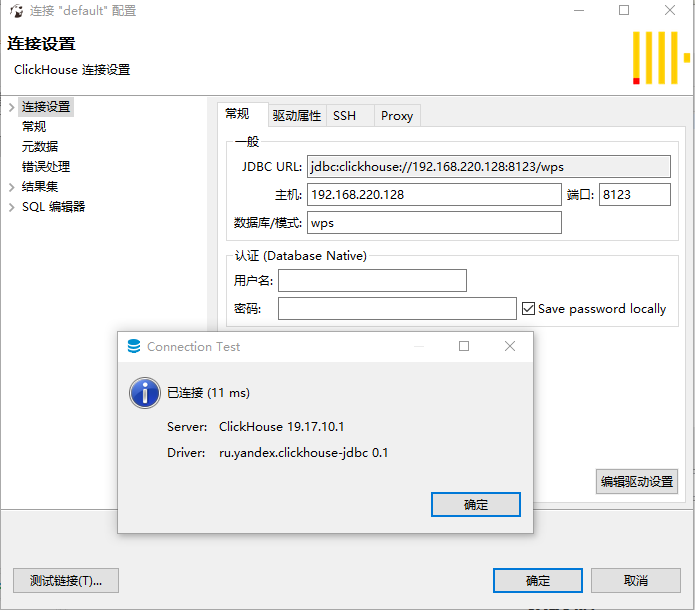 连接 "default" 配置
连接设置
ClickHouse 连接设置
连接设置
常规
元数据
错误处理
结果集
SQL 编辑器
常规 驱动属性 SSH Proxy
一般
JDBC URL: jdbc:clickhouse://192.168.220.128:8123/wps
主机: 192.168.220.128 端口: 8123
数据库/模式: wps
认证 (Database Native)
用户名:
密码: Save password locally
Connection Test
已连接 (11 ms)
Server: ClickHouse 19.17.10.1
Driver: ru.yandex.clickhouse-jdbc 0.1
确定
编辑驱动设置
测试链接(T)... 确定 取消